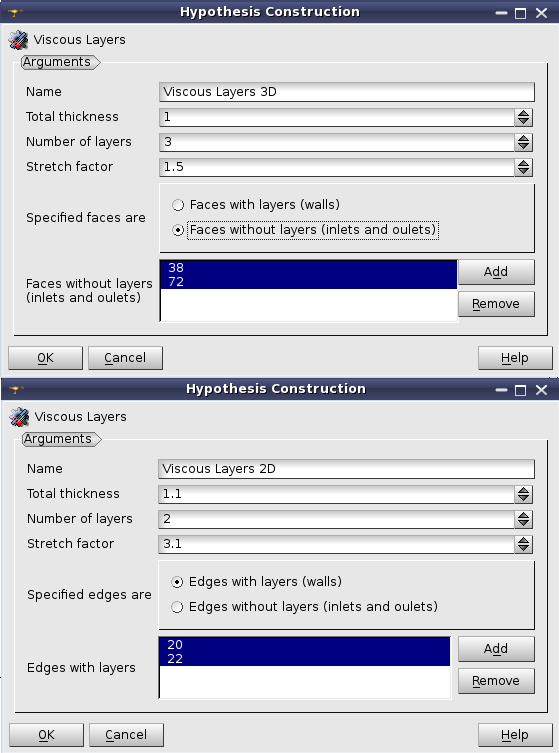 Hypothesis Construction
Viscous Layers
Arguments
Name Viscous Layers 3D
Total thickness 1
Number of layers 3
Stretch factor 1.5
Specified faces are
Faces with layers (walls)
Faces without layers (inlets and oulets)
Faces without layers
(inlets and oulets)
38
72
Add
Remove
OK Cancel Help
Hypothesis Construction
Viscous Layers
Arguments
Name Viscous Layers 2D
Total thickness 1.1
Number of layers 2
Stretch factor 3.1
Specified edges are
Edges with layers (walls)
Edges without layers (inlets and oulets)
Edges with layers
20
22
Add
Remove
OK Cancel Help